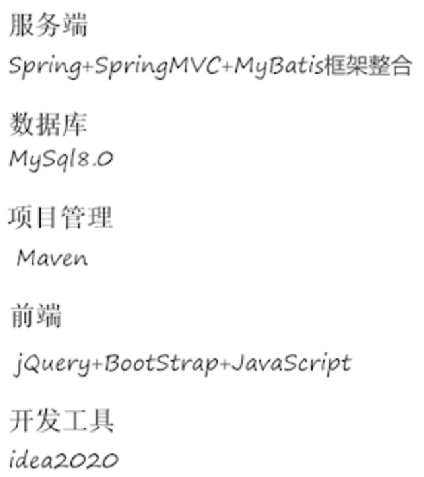 服务端
Spring+SpringMVC+MyBatis框架整合
数据库
MySql8.0
项目管理
Maven
前端
jQuery+BootStrap+JavaScript
开发工具
idea2020